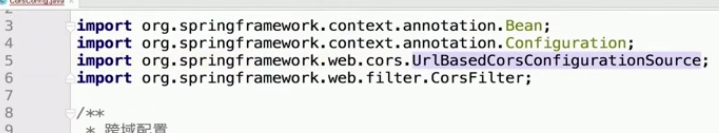 CorsConfig.java
3 import org.springframework.context.annotation.Bean;
4 import org.springframework.context.annotation.Configuration;
5 import org.springframework.web.cors.UrlBasedCorsConfigurationSource;
6 import org.springframework.web.filter.CorsFilter;
7
8 /**
9 * 跨域配置